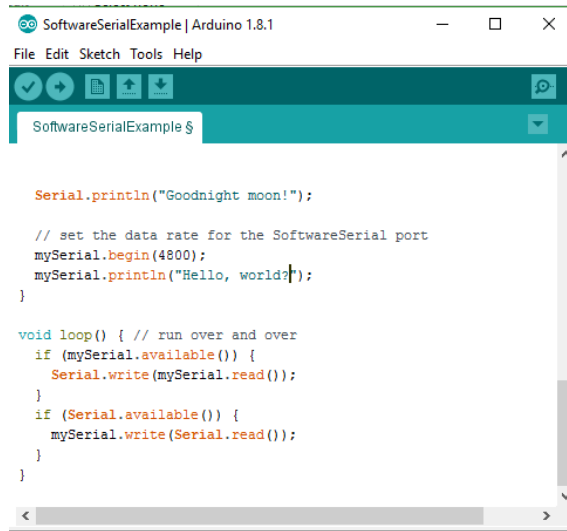 SoftwareSerialExample | Arduino 1.8.1
File Edit Sketch Tools Help
SoftwareSerialExample §
Serial.println("Goodnight moon!");
// set the data rate for the SoftwareSerial port
mySerial.begin(4800);
mySerial.println("Hello, world?");
}
void loop() { // run over and over
if (mySerial.available()) {
Serial.write(mySerial.read());
}
if (Serial.available()) {
mySerial.write(Serial.read());
}
}